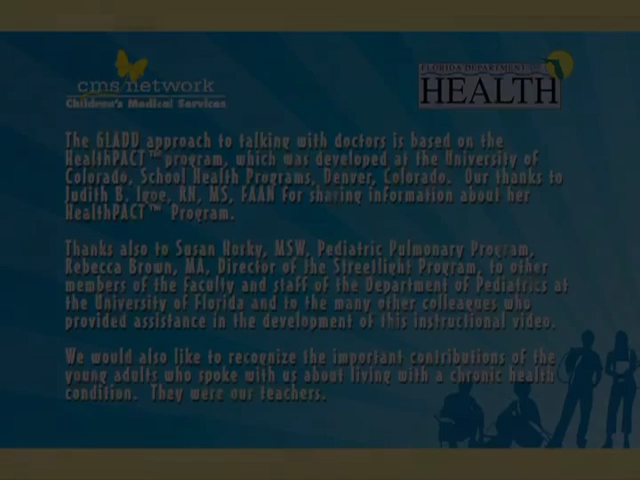 cms network
Children's Medical Services
FLORIDA DEPARTMENT OF
HEALTH
The GLADD approach to talking with doctors is based on the
HealthPACT™ program, which was developed at the University of
Colorado, School Health Programs, Denver, Colorado. Our thanks to
Judith B. Igoe, RN, MS, FAAN for sharing information about her
HealthPACT™ Program.
Thanks also to Susan Horky, MSW, Pediatric Pulmonary Program,
Rebecca Brown, MA, Director of the Streetlight Program, to other
members of the faculty and staff of the Department of Pediatrics at
the University of Florida and to the many other colleagues who
provided assistance in the development of this instructional video.
We would also like to recognize the important contributions of the
young adults who spoke with us about living with a chronic health
condition. They were our teachers.